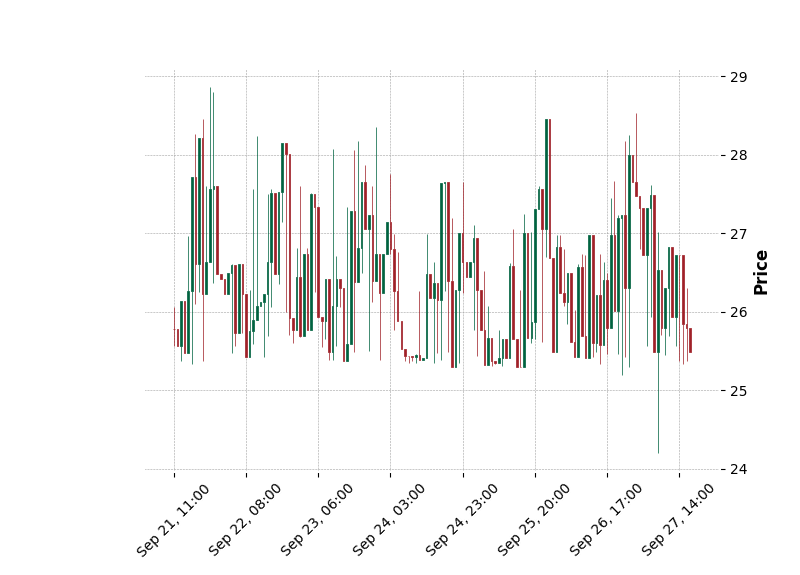 29
28
27
26
25
24
Price
Sep 21, 11:00
Sep 22, 08:00
Sep 23, 06:00
Sep 24, 03:00
Sep 24, 23:00
Sep 25, 20:00
Sep 26, 17:00
Sep 27, 14:00